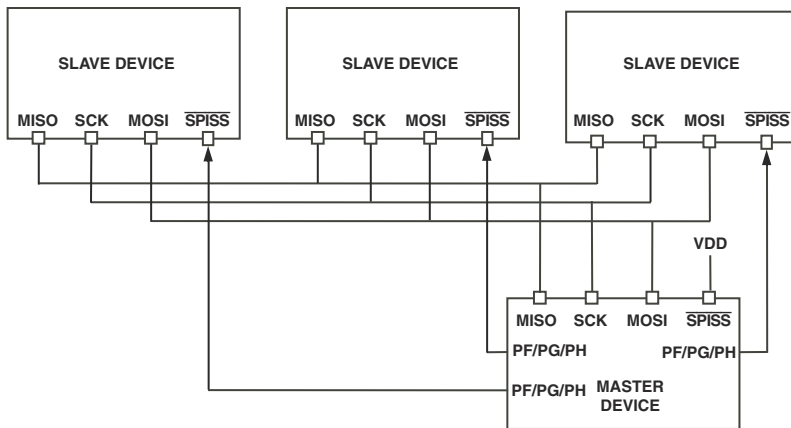 SLAVE DEVICE
MISO SCK MOSI SPISS
SLAVE DEVICE
MISO SCK MOSI SPISS
SLAVE DEVICE
MISO SCK MOSI SPISS
VDD
MISO SCK MOSI SPISS
PF/PG/PH PF/PG/PH
PF/PG/PH
MASTER
DEVICE